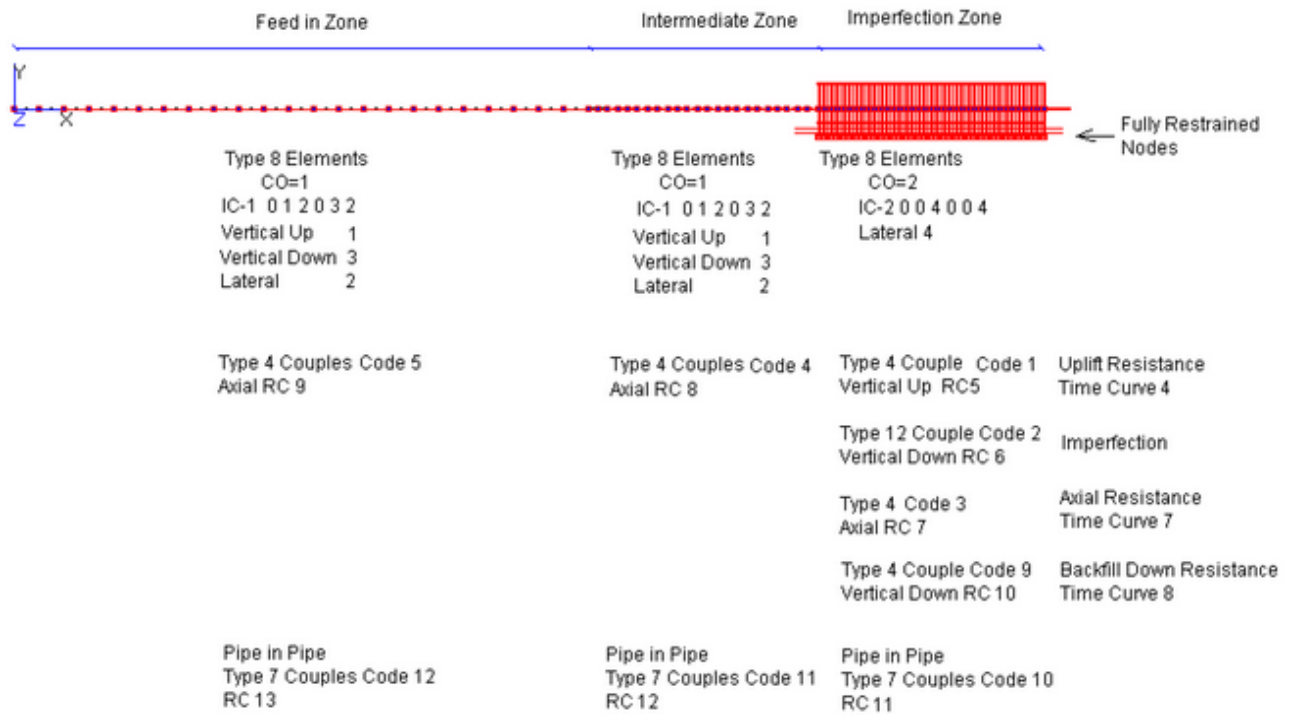 Feed in Zone
Intermediate Zone
Imperfection Zone
Y
Z
X
Fully Restrained
Nodes
Type 8 Elements
CO=1
IC-1 0 1 2 0 3 2
Vertical Up 1
Vertical Down 3
Lateral 2
Type 8 Elements
CO=1
IC-1 0 1 2 0 3 2
Vertical Up 1
Vertical Down 3
Lateral 2
Type 8 Elements
CO=2
IC-2 0 0 4 0 0 4
Lateral 4
Type 4 Couples Code 5
Axial RC 9
Type 4 Couples Code 4
Axial RC 8
Type 4 Couple Code 1
Vertical Up RC5
Uplift Resistance
Time Curve 4
Type 12 Couple Code 2
Vertical Down RC 6
Imperfection
Type 4 Code 3
Axial RC 7
Axial Resistance
Time Curve 7
Type 4 Couple Code 9
Vertical Down RC 10
Backfill Down Resistance
Time Curve 8
Pipe in Pipe
Type 7 Couples Code 12
RC 13
Pipe in Pipe
Type 7 Couples Code 11
RC 12
Pipe in Pipe
Type 7 Couples Code 10
RC 11